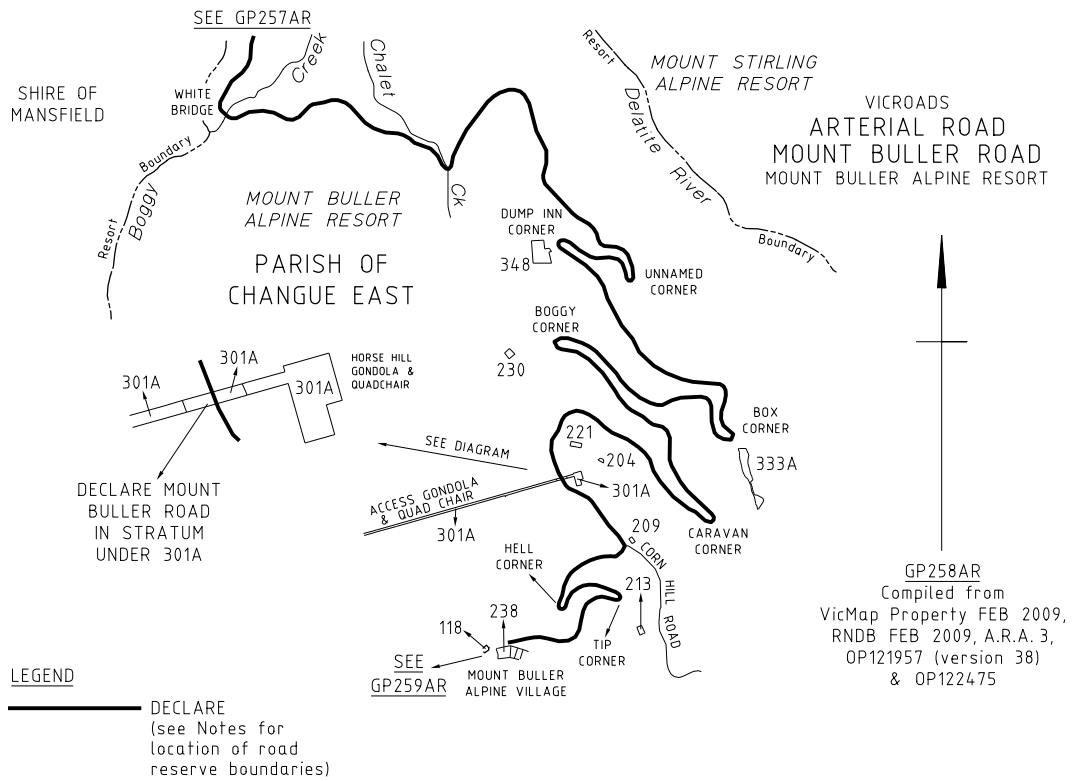 SEE GP257AR
SHIRE OF
MANSFIELD
WHITE
BRIDGE
Creek
Chalet
Ck
Resort
Boundary
Boggy
Resort
Delatite River
Boundary
MOUNT STIRLING
ALPINE RESORT
VICROADS
ARTERIAL ROAD
MOUNT BULLER ROAD
MOUNT BULLER ALPINE RESORT
MOUNT BULLER
ALPINE RESORT
PARISH OF
CHANGUE EAST
DUMP INN
CORNER
348
UNNAMED
CORNER
BOGGY
CORNER
230
301A
301A
301A
HORSE HILL
GONDOLA &
QUADCHAIR
DECLARE MOUNT
BULLER ROAD
IN STRATUM
UNDER 301A
SEE DIAGRAM
ACCESS GONDOLA
& QUAD CHAIR
301A
221
204
301A
BOX
CORNER
333A
CARAVAN
CORNER
209
CORN HILL ROAD
HELL
CORNER
213
TIP
CORNER
238
118
SEE
GP259AR
MOUNT BULLER
ALPINE VILLAGE
GP258AR
Compiled from
VicMap Property FEB 2009,
RNDB FEB 2009, A.R.A. 3,
OP121957 (version 38)
& OP122475
LEGEND
DECLARE
(see Notes for
location of road
reserve boundaries)